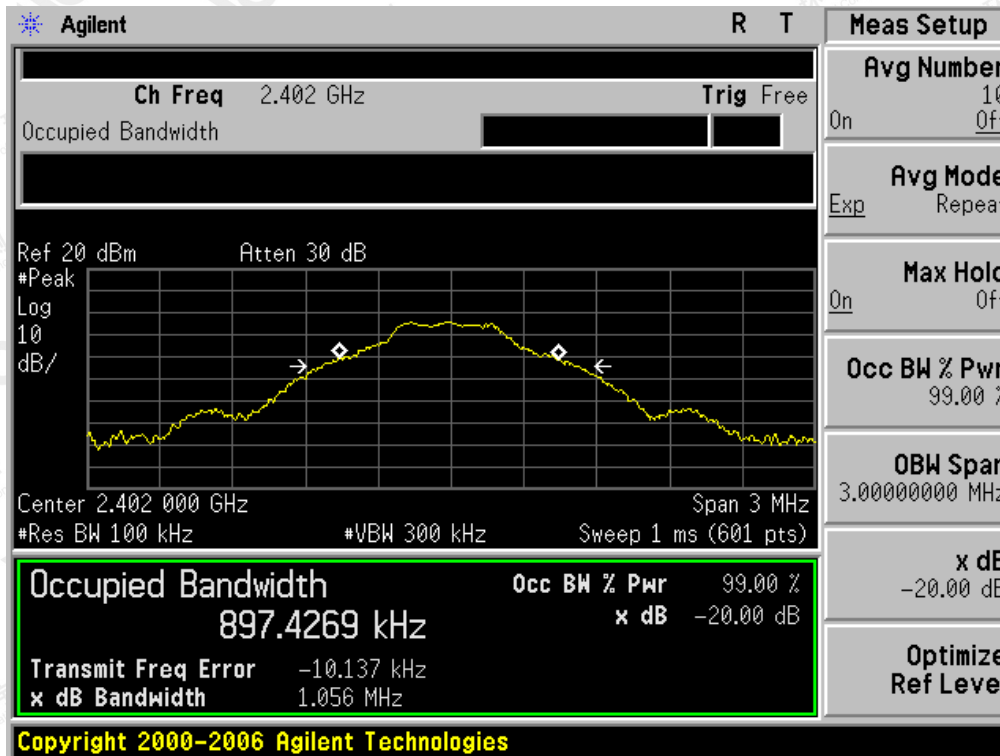 Agilent R T
Ch Freq 2.402 GHz Trig Free
Occupied Bandwidth
Ref 20 dBm Atten 30 dB
#Peak
Log
10
dB/
Center 2.402 000 GHz Span 3 MHz
#Res BW 100 kHz #VBW 300 kHz Sweep 1 ms (601 pts)
Occupied Bandwidth
897.4269 kHz
Occ BW % Pwr 99.00 %
x dB -20.00 dB
Transmit Freq Error -10.137 kHz
x dB Bandwidth 1.056 MHz
Copyright 2000-2006 Agilent Technologies
Meas Setup
Avg Number
10
On Of
Avg Mode
Exp Repea
Max Hold
On Of
Occ BW % Pwr
99.00 %
OBW Span
3.00000000 MHz
x dB
-20.00 dB
Optimize
Ref Leve